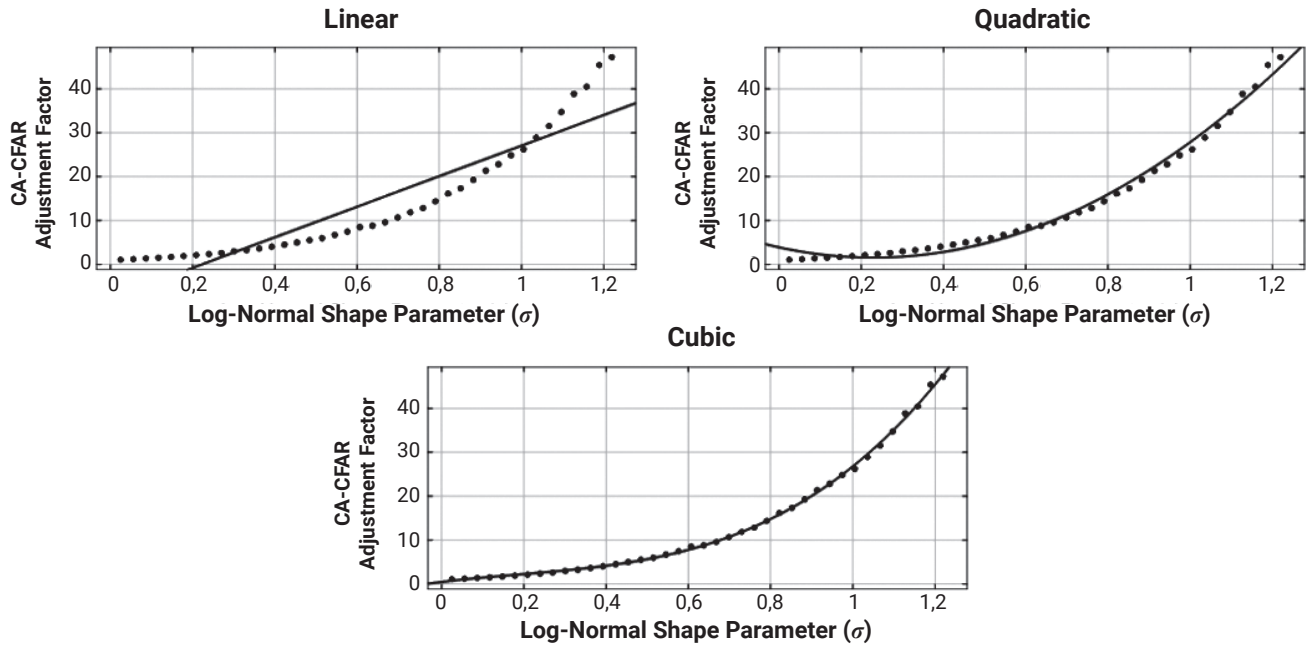 Linear
CA-CFAR
Adjustment Factor
40
30
20
10
0
0 0,2 0,4 0,6 0,8 1 1,2
Log-Normal Shape Parameter (σ)
Quadratic
CA-CFAR
Adjustment Factor
40
30
20
10
0
0 0,2 0,4 0,6 0,8 1 1,2
Log-Normal Shape Parameter (σ)
Cubic
CA-CFAR
Adjustment Factor
40
30
20
10
0
0 0,2 0,4 0,6 0,8 1 1,2
Log-Normal Shape Parameter (σ)